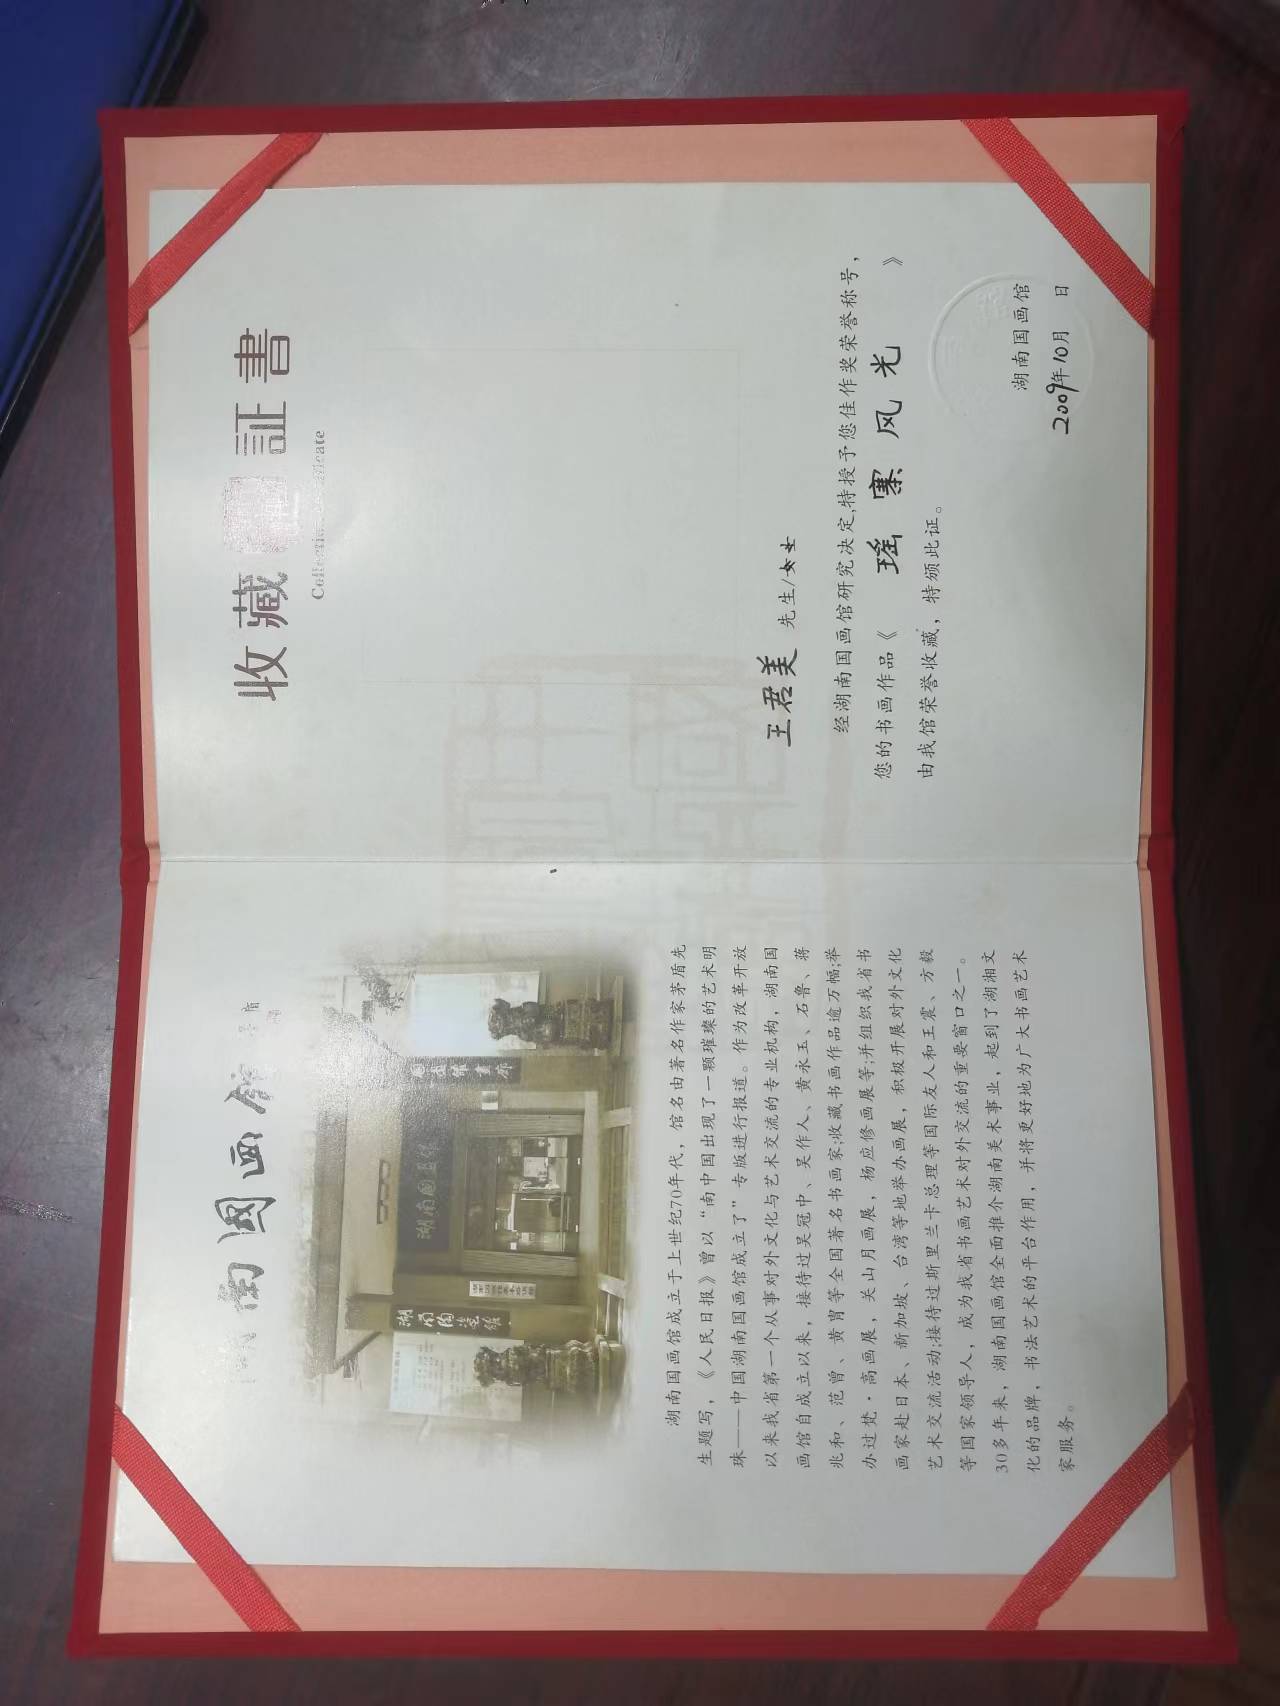 南國画館
茅盾
湖南國画館
湖南陶瓷館
湖南国画馆成立于上世纪70年代，馆名由著名作家茅盾先
生题写，《人民日报》曾以“南中国出现了一颗璀璨的艺术明
珠——中国湖南国画馆成立了”专版进行报道。作为改革开放
以来我省第一个从事对外文化与艺术交流的专业机构，湖南国
画馆自成立以来，接待过吴冠中、吴作人、黄永玉、石鲁、蒋
兆和、范曾、黄胄等全国著名书画家;收藏书画作品逾万幅;举
办过梵·高画展，关山月画展，杨应修画展等;并组织我省书
画家赴日本、新加坡、台湾等地举办画展，积极开展对外文化
艺术交流活动;接待过斯里兰卡总理等国际友人和王震、方毅
等国家领导人，成为我省书画艺术对外交流的重要窗口之一。
30多年来，湖南国画馆全面推介湖南美术事业，起到了湖湘文
化的品牌，书法艺术的平台作用，并将更好地为广大书画艺术
家服务。
收藏證書
Collection Certificate
王君美 先生/女士
经湖南国画馆研究决定,特授予您佳作奖荣誉称号，
您的书画作品《 瑶寨风光 》
由我馆荣誉收藏，特颁此证。
湖南国画馆
2009年10月 日